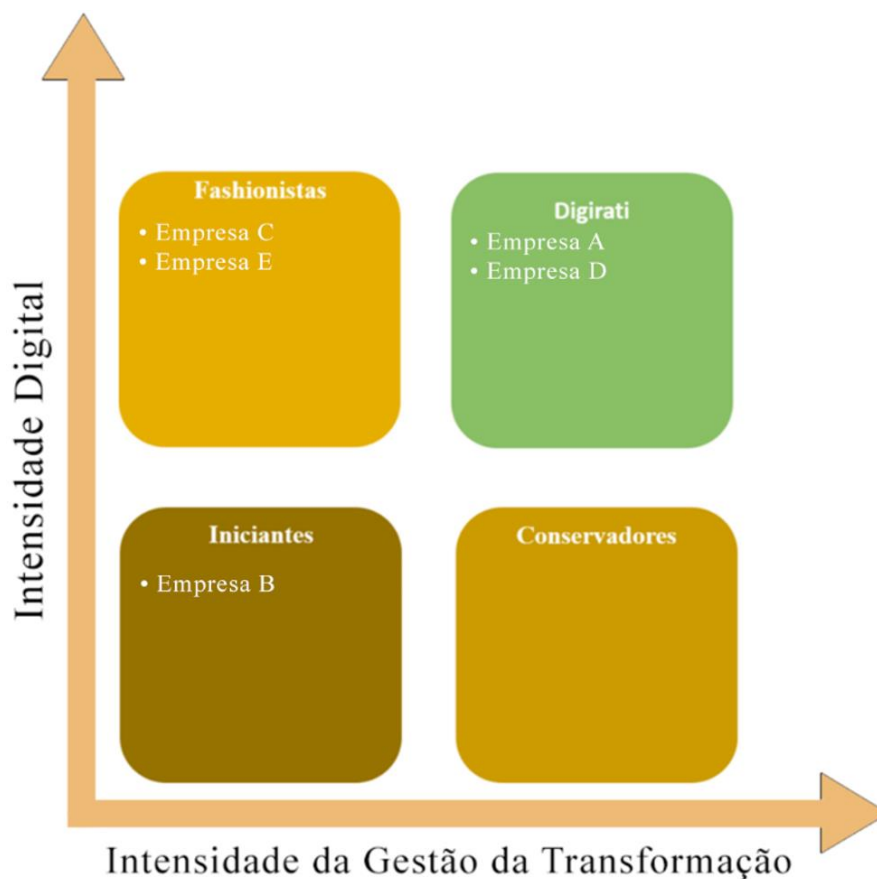 Intensidade Digital
Fashionistas
• Empresa C
• Empresa E
Digirati
• Empresa A
• Empresa D
Iniciantes
• Empresa B
Conservadores
Intensidade da Gestão da Transformação